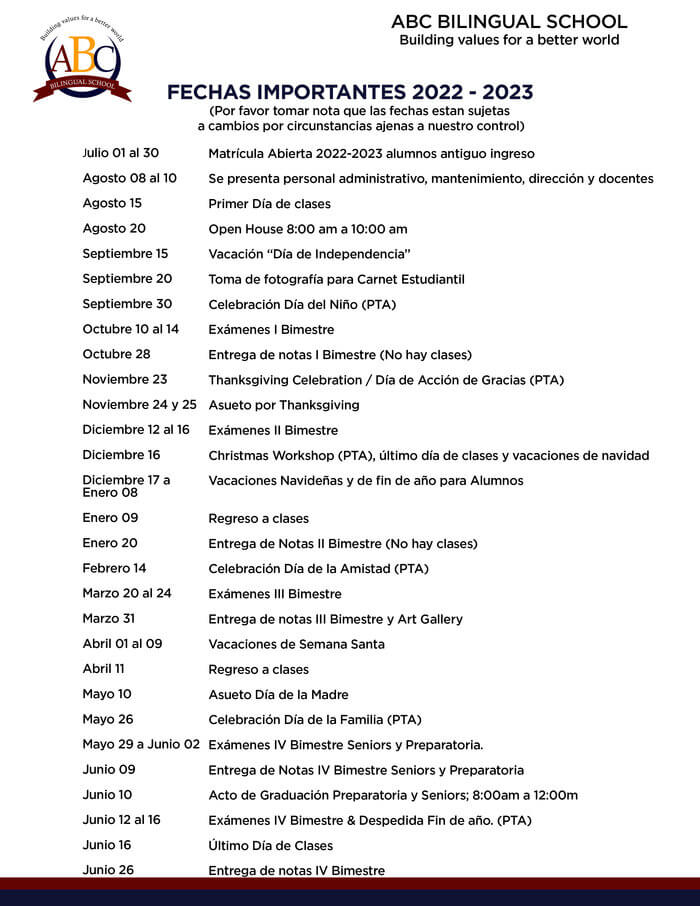 Building values for a better world
ABC
BILINGUAL SCHOOL
ABC BILINGUAL SCHOOL
Building values for a better world
FECHAS IMPORTANTES 2022 - 2023
(Por favor tomar nota que las fechas estan sujetas
a cambios por circunstancias ajenas a nuestro control)
Julio 01 al 30 Matrícula Abierta 2022-2023 alumnos antiguo ingreso
Agosto 08 al 10 Se presenta personal administrativo, mantenimiento, dirección y docentes
Agosto 15 Primer Día de clases
Agosto 20 Open House 8:00 am a 10:00 am
Septiembre 15 Vacación “Día de Independencia”
Septiembre 20 Toma de fotografía para Carnet Estudiantil
Septiembre 30 Celebración Día del Niño (PTA)
Octubre 10 al 14 Exámenes I Bimestre
Octubre 28 Entrega de notas I Bimestre (No hay clases)
Noviembre 23 Thanksgiving Celebration / Día de Acción de Gracias (PTA)
Noviembre 24 y 25 Asueto por Thanksgiving
Diciembre 12 al 16 Exámenes II Bimestre
Diciembre 16 Christmas Workshop (PTA), último día de clases y vacaciones de navidad
Diciembre 17 a Vacaciones Navideñas y de fin de año para Alumnos
Enero 08
Enero 09 Regreso a clases
Enero 20 Entrega de Notas II Bimestre (No hay clases)
Febrero 14 Celebración Día de la Amistad (PTA)
Marzo 20 al 24 Exámenes III Bimestre
Marzo 31 Entrega de notas III Bimestre y Art Gallery
Abril 01 al 09 Vacaciones de Semana Santa
Abril 11 Regreso a clases
Mayo 10 Asueto Día de la Madre
Mayo 26 Celebración Día de la Familia (PTA)
Mayo 29 a Junio 02 Exámenes IV Bimestre Seniors y Preparatoria.
Junio 09 Entrega de Notas IV Bimestre Seniors y Preparatoria
Junio 10 Acto de Graduación Preparatoria y Seniors; 8:00am a 12:00m
Junio 12 al 16 Exámenes IV Bimestre & Despedida Fin de año. (PTA)
Junio 16 Último Día de Clases
Junio 26 Entrega de notas IV Bimestre